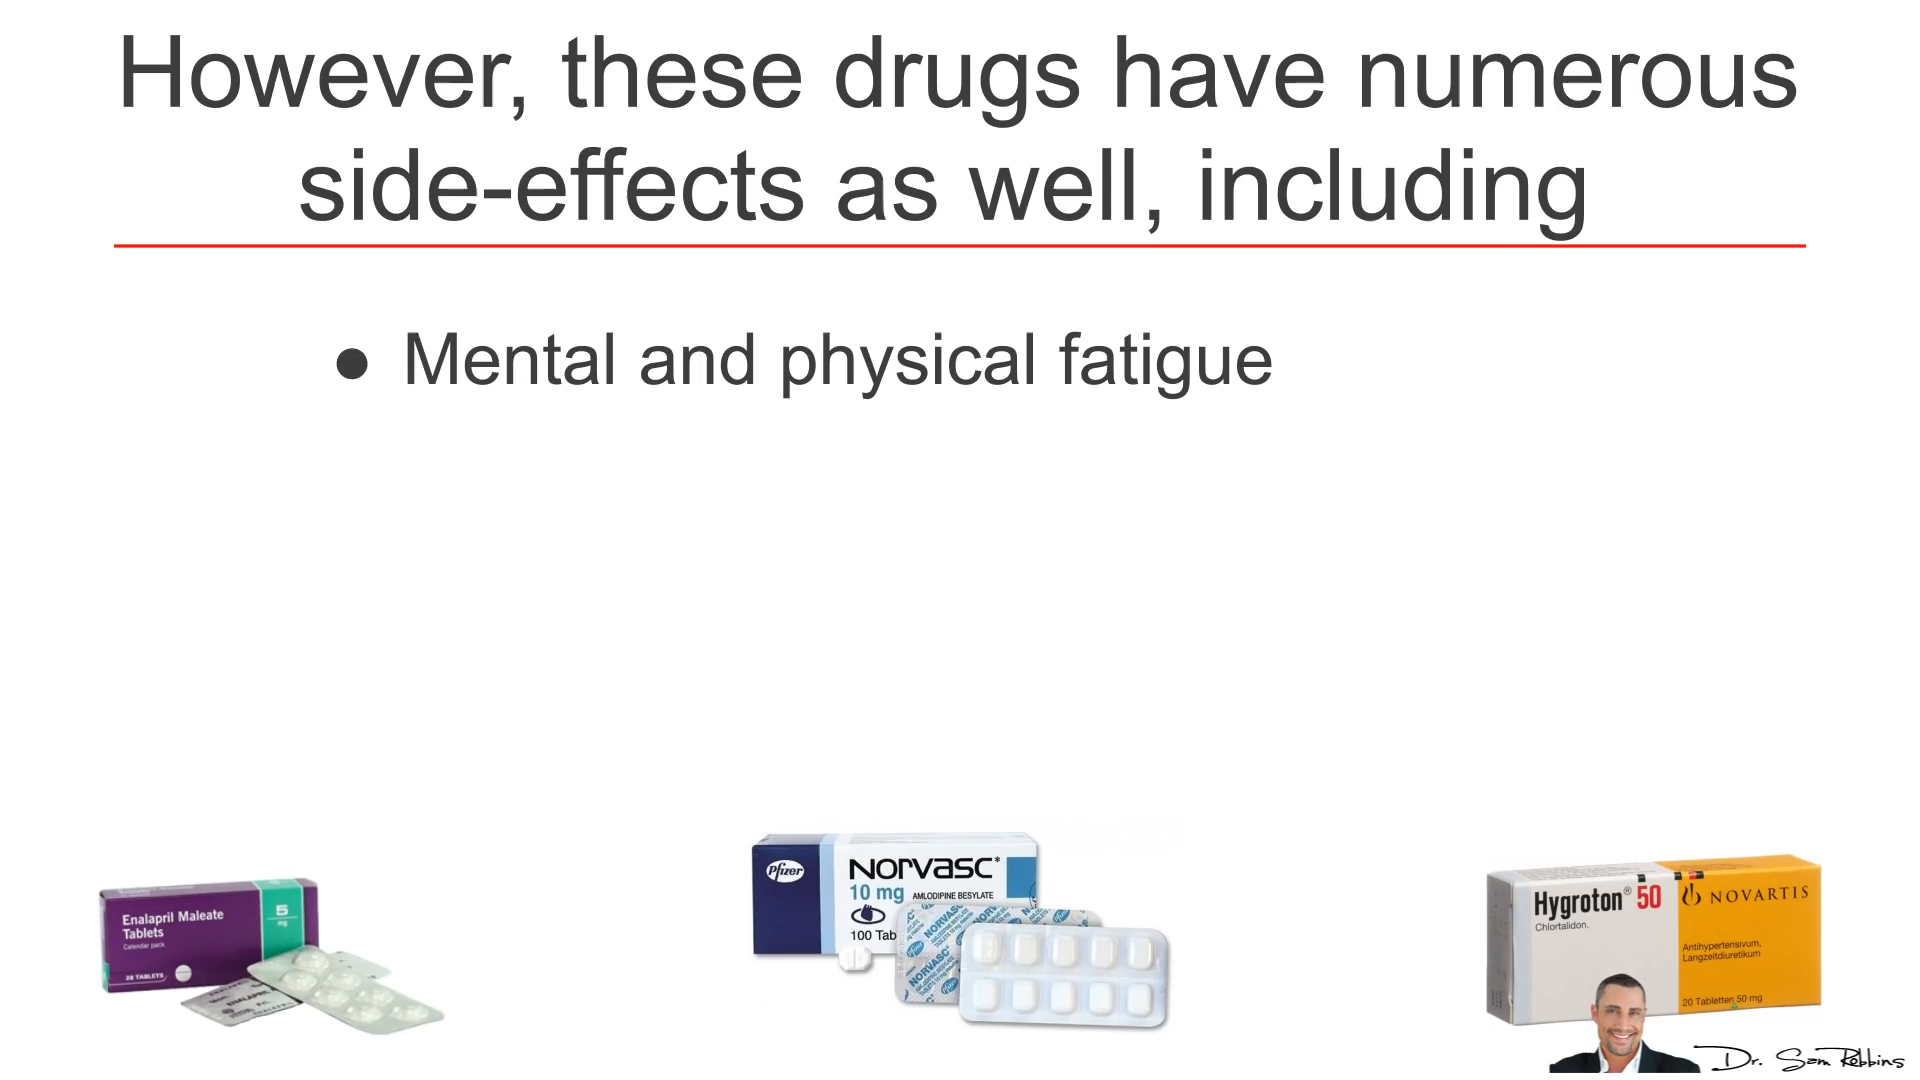 However, these drugs have numerous
side-effects as well, including
● Mental and physical fatigue
Enalapril Maleate
Tablets
Calendar pack
28 TABLETS
5
mg
Pfizer
NORVASC*
10 mg AMLODIPINE BESYLATE
100 Tab
NORVASC
Hygroton® 50
Chlortalidon.
NOVARTIS
Antihypertensivum,
Langzeitdiuretikum
20 Tabletten 50 mg
Dr. Sam Robbins